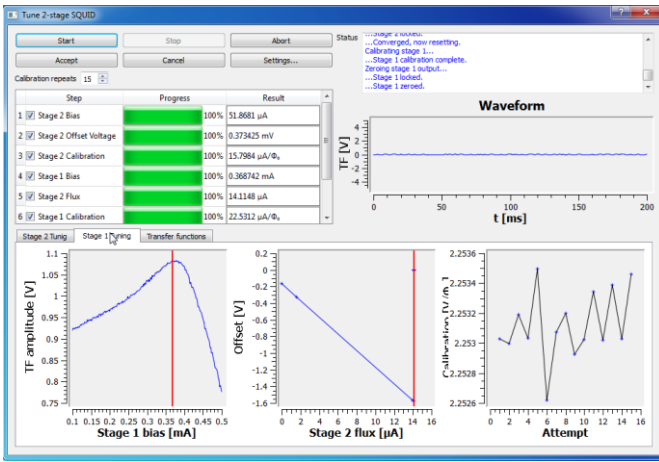 Tune 2-stage SQUID
Start Stop Abort
Accept Cancel Settings...
Calibration repeats 15
Status
...Stage 2 locked.
...Converged, now resetting.
Calibrating stage 1...
...Stage 1 calibration complete.
Zeroing stage 1 output...
...Stage 1 locked.
...Stage 1 zeroed.
Step Progress Result
1 Stage 2 Bias 100% 51.8681 µA
2 Stage 2 Offset Voltage 100% 0.373425 mV
3 Stage 2 Calibration 100% 15.7984 µA/Φ₀
4 Stage 1 Bias 100% 0.368742 mA
5 Stage 2 Flux 100% 14.1148 µA
6 Stage 1 Calibration 100% 22.5312 µA/Φ₀
Waveform
TF [V]
4
2
0
-2
-4
0 50 100 150 200
t [ms]
Stage 2 Tunig Stage 1 Tuning Transfer functions
TF amplitude [V]
1.1
1.05
1
0.95
0.9
0.85
0.8
0.75
0.1 0.15 0.2 0.25 0.3 0.35 0.4 0.45 0.5
Stage 1 bias [mA]
Offset [V]
0.2
0
-0.2
-0.4
-0.6
-0.8
-1
-1.2
-1.4
-1.6
0 2 4 6 8 10 12 14 16
Stage 2 flux [µA]
Calibration [V/Φ₀]
2.2536
2.2534
2.2532
2.253
2.2528
2.2526
0 2 4 6 8 10 12 14 16
Attempt